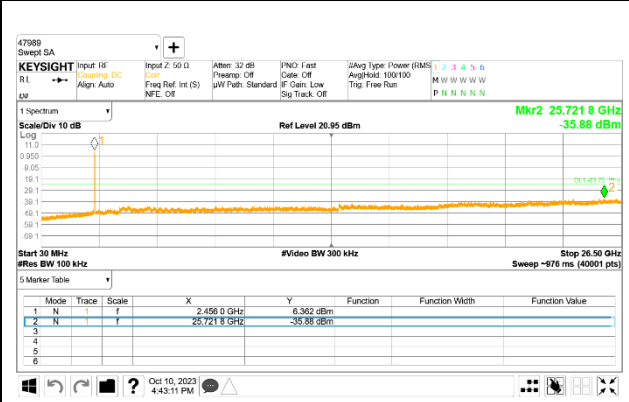 47989
Swept SA
KEYSIGHT Input: RF Input Z: 50 Ω Atten: 32 dB PNO: Fast #Avg Type: Power (RMS 1 2 3 4 5 6
RL Coupling: DC Corr Preamp: Off Gate: Off Avg|Hold: 100/100 M W W W W W
Align: Auto Freq Ref: Int (S) µW Path: Standard IF Gain: Low Trig: Free Run
NFE: Off Sig Track: Off P N N N N N
1 Spectrum Mkr2 25.721 8 GHz
Scale/Div 10 dB Ref Level 20.95 dBm -35.88 dBm
Log
11.0
0.950
9.05
19.1
29.1
39.1
49.1
59.1
69.1
1
2
Start 30 MHz #Video BW 300 kHz Stop 26.50 GHz
#Res BW 100 kHz Sweep ~976 ms (40001 pts)
5 Marker Table
Mode Trace Scale X Y Function Function Width Function Value
1 N 1 f 2.456 0 GHz 6.362 dBm
2 N 1 f 25.721 8 GHz -35.88 dBm
3
4
5
6
? Oct 10, 2023
4:43:11 PM